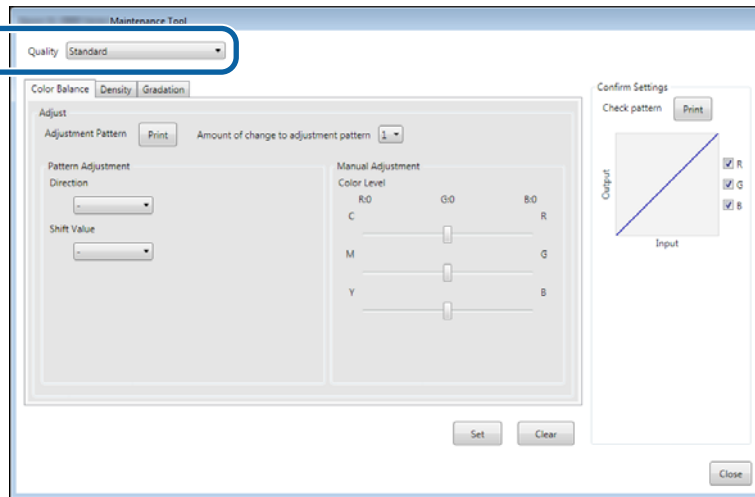 Maintenance Tool
Quality Standard
Color Balance Density Gradation
Adjust
Adjustment Pattern Print Amount of change to adjustment pattern 1
Pattern Adjustment
Direction
-
Shift Value
-
Manual Adjustment
Color Level
R:0 G:0 B:0
C R
M G
Y B
Set Clear
Confirm Settings
Check pattern Print
Output
Input
R
G
B
Close